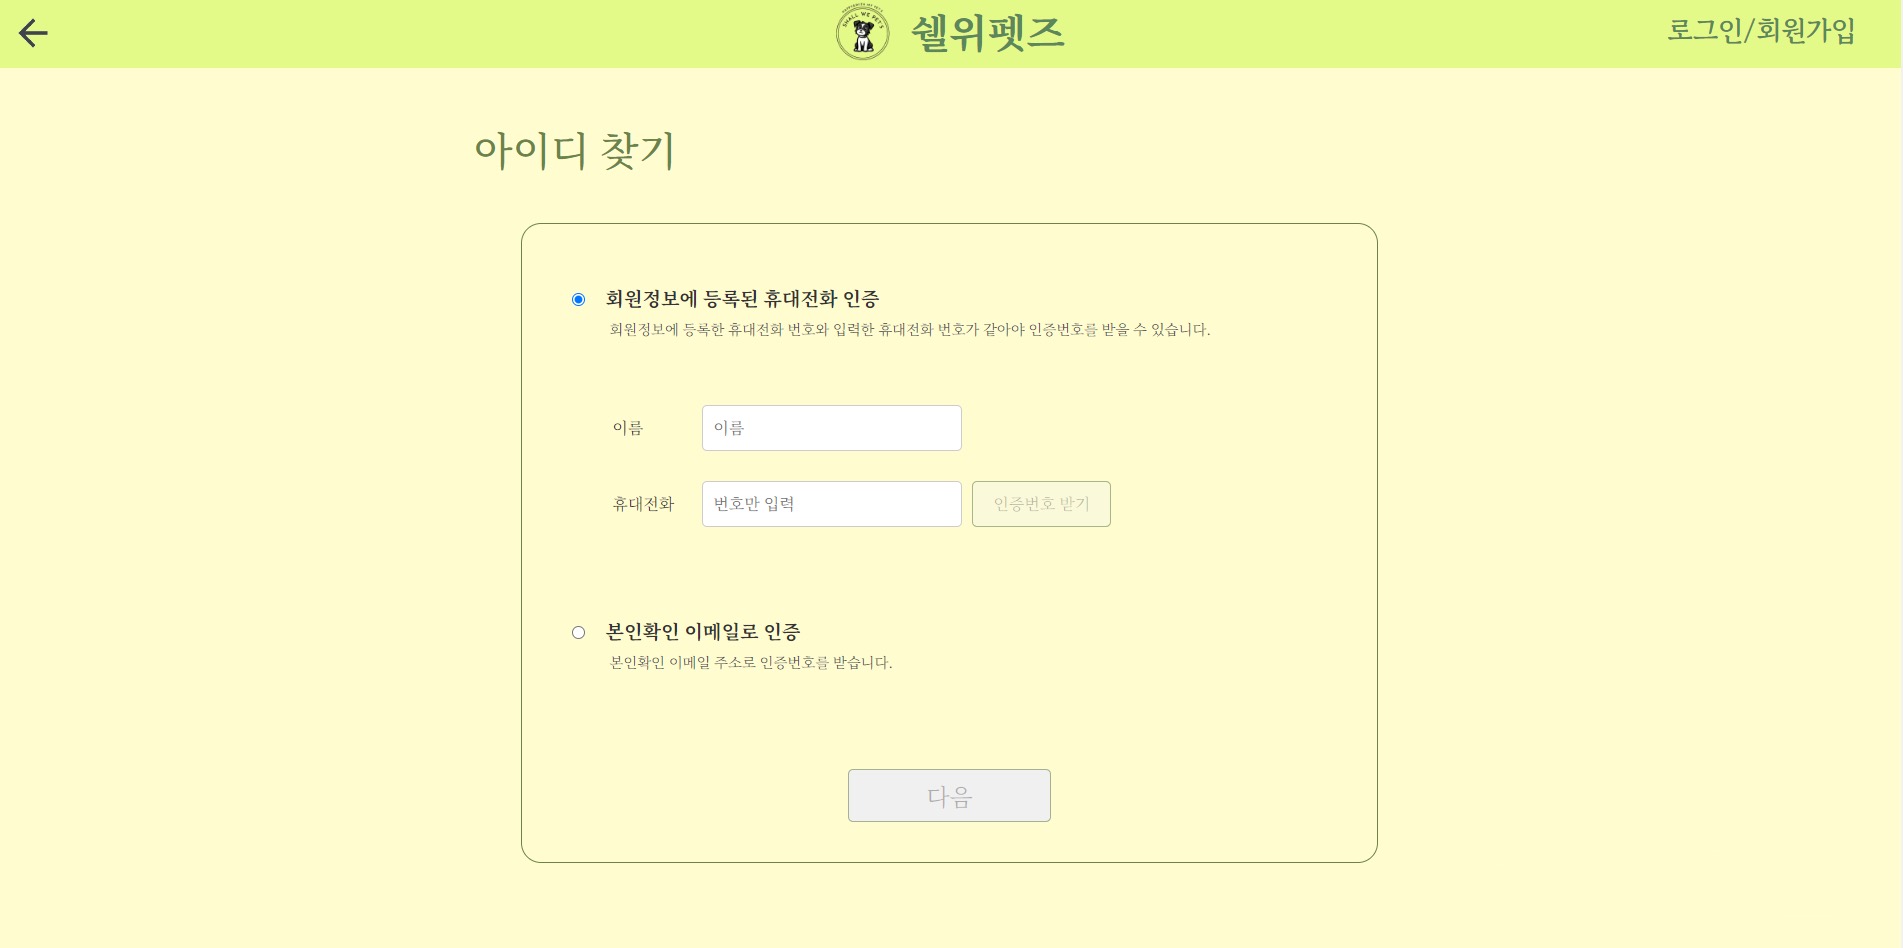 SHALL WE PET'S
쉘위펫즈
로그인/회원가입
아이디 찾기
회원정보에 등록된 휴대전화 인증
회원정보에 등록한 휴대전화 번호와 입력한 휴대전화 번호가 같아야 인증번호를 받을 수 있습니다.
이름
이름
휴대전화
번호만 입력
인증번호 받기
본인확인 이메일로 인증
본인확인 이메일 주소로 인증번호를 받습니다.
다음